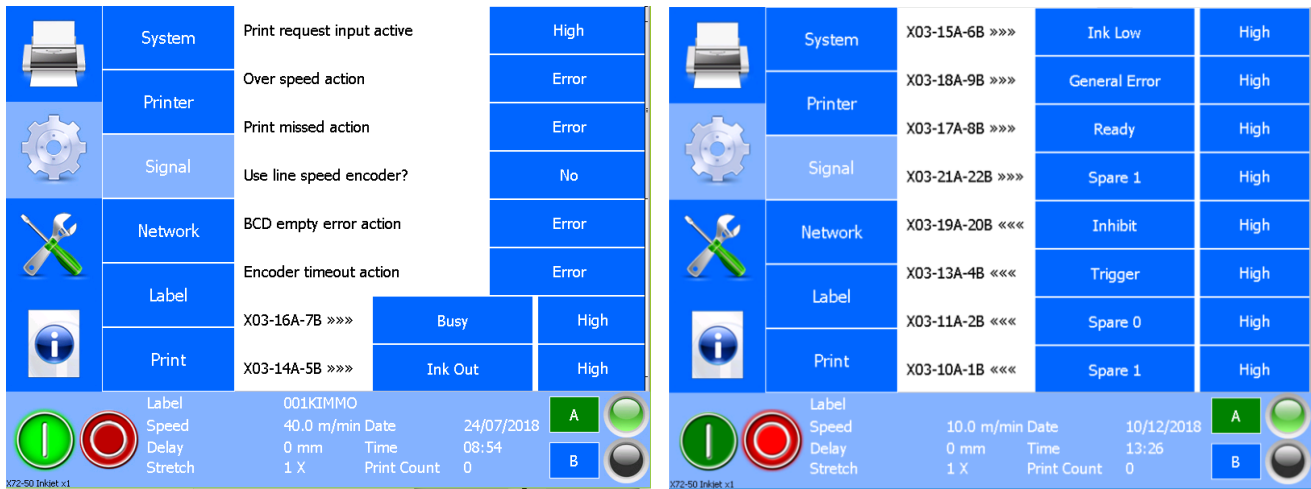 System
Printer
Signal
Network
Label
Print
Print request input active High
Over speed action Error
Print missed action Error
Use line speed encoder? No
BCD empty error action Error
Encoder timeout action Error
X03-16A-7B »»» Busy High
X03-14A-5B »»» Ink Out High
Label 001KIMMO
Speed 40.0 m/min Date 24/07/2018
Delay 0 mm Time 08:54
Stretch 1 X Print Count 0
A
B
X72-50 Inkjet x1
System
Printer
Signal
Network
Label
Print
X03-15A-6B »»» Ink Low High
X03-18A-9B »»» General Error High
X03-17A-8B »»» Ready High
X03-21A-22B »»» Spare 1 High
X03-19A-20B ««« Inhibit High
X03-13A-4B ««« Trigger High
X03-11A-2B ««« Spare 0 High
X03-10A-1B ««« Spare 1 High
Label
Speed 10.0 m/min Date 10/12/2018
Delay 0 mm Time 13:26
Stretch 1 X Print Count 0
A
B
X72-50 Inkjet x1